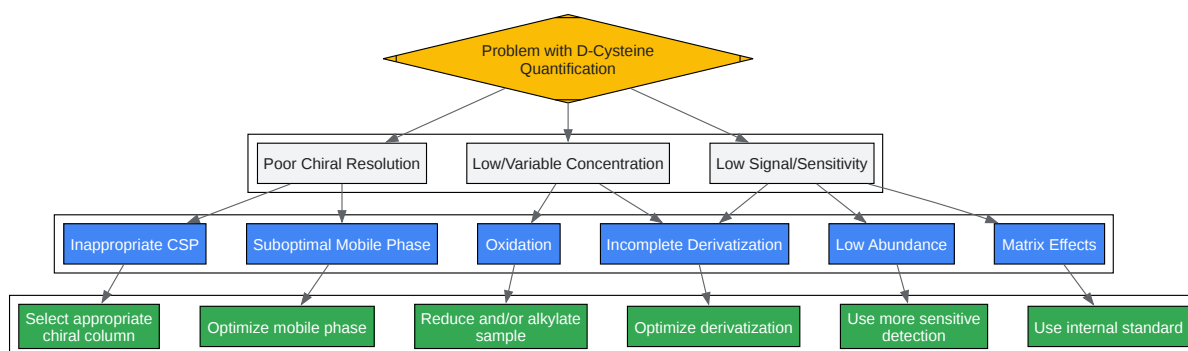 Problem with D-Cysteine
Quantification
Poor Chiral Resolution
Low/Variable Concentration
Low Signal/Sensitivity
Inappropriate CSP
Suboptimal Mobile Phase
Oxidation
Incomplete Derivatization
Low Abundance
Matrix Effects
Select appropriate
chiral column
Optimize mobile phase
Reduce and/or alkylate
sample
Optimize derivatization
Use more sensitive
detection
Use internal standard